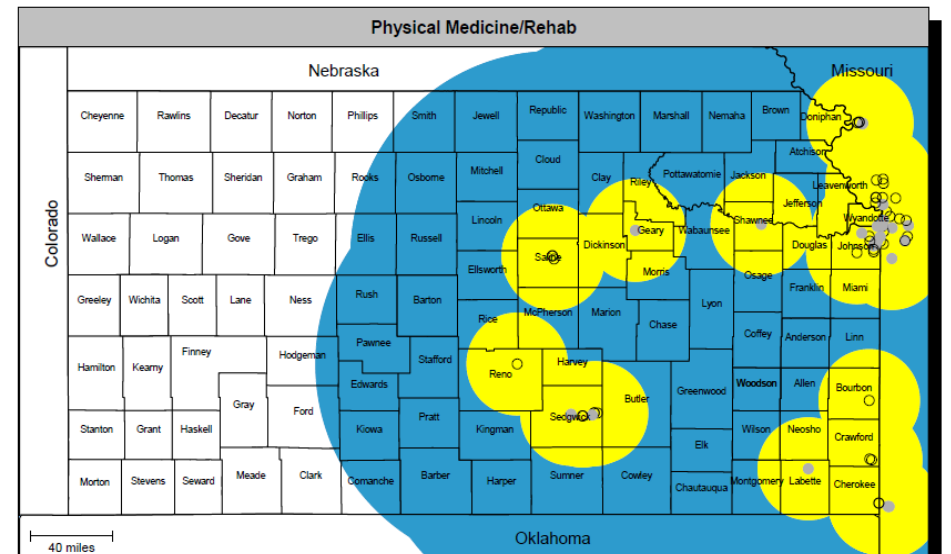 Physical Medicine/Rehab
Nebraska
Missouri
Cheyenne Rawlins Decatur Norton Phillips Smith Jewell Republic Washington Marshall Nemaha Brown Doniphan
Atchison
Sherman Thomas Sheridan Graham Rooks Osborne Mitchell Cloud Clay Riley Pottawatomie Jackson Leavenworth
Jefferson
Colorado
Wallace Logan Gove Trego Ellis Russell Lincoln Ottawa Dickinson Geary Wabaunsee Shawnee Wyandotte
Douglas Johnson
Ellsworth Saline Morris Osage
Greeley Wichita Scott Lane Ness Rush Barton Rice McPherson Marion Chase Lyon Franklin Miami
Coffey Anderson Linn
Hamilton Kearny Finney Hodgeman Pawnee Stafford Reno Harvey
Edwards Butler Greenwood Woodson Allen Bourbon
Gray Ford
Stanton Grant Haskell Kiowa Pratt Kingman Sedgwick Wilson Neosho Crawford
Elk
Morton Stevens Seward Meade Clark Comanche Barber Harper Sumner Cowley Chautauqua Montgomery Labette Cherokee
40 miles
Oklahoma